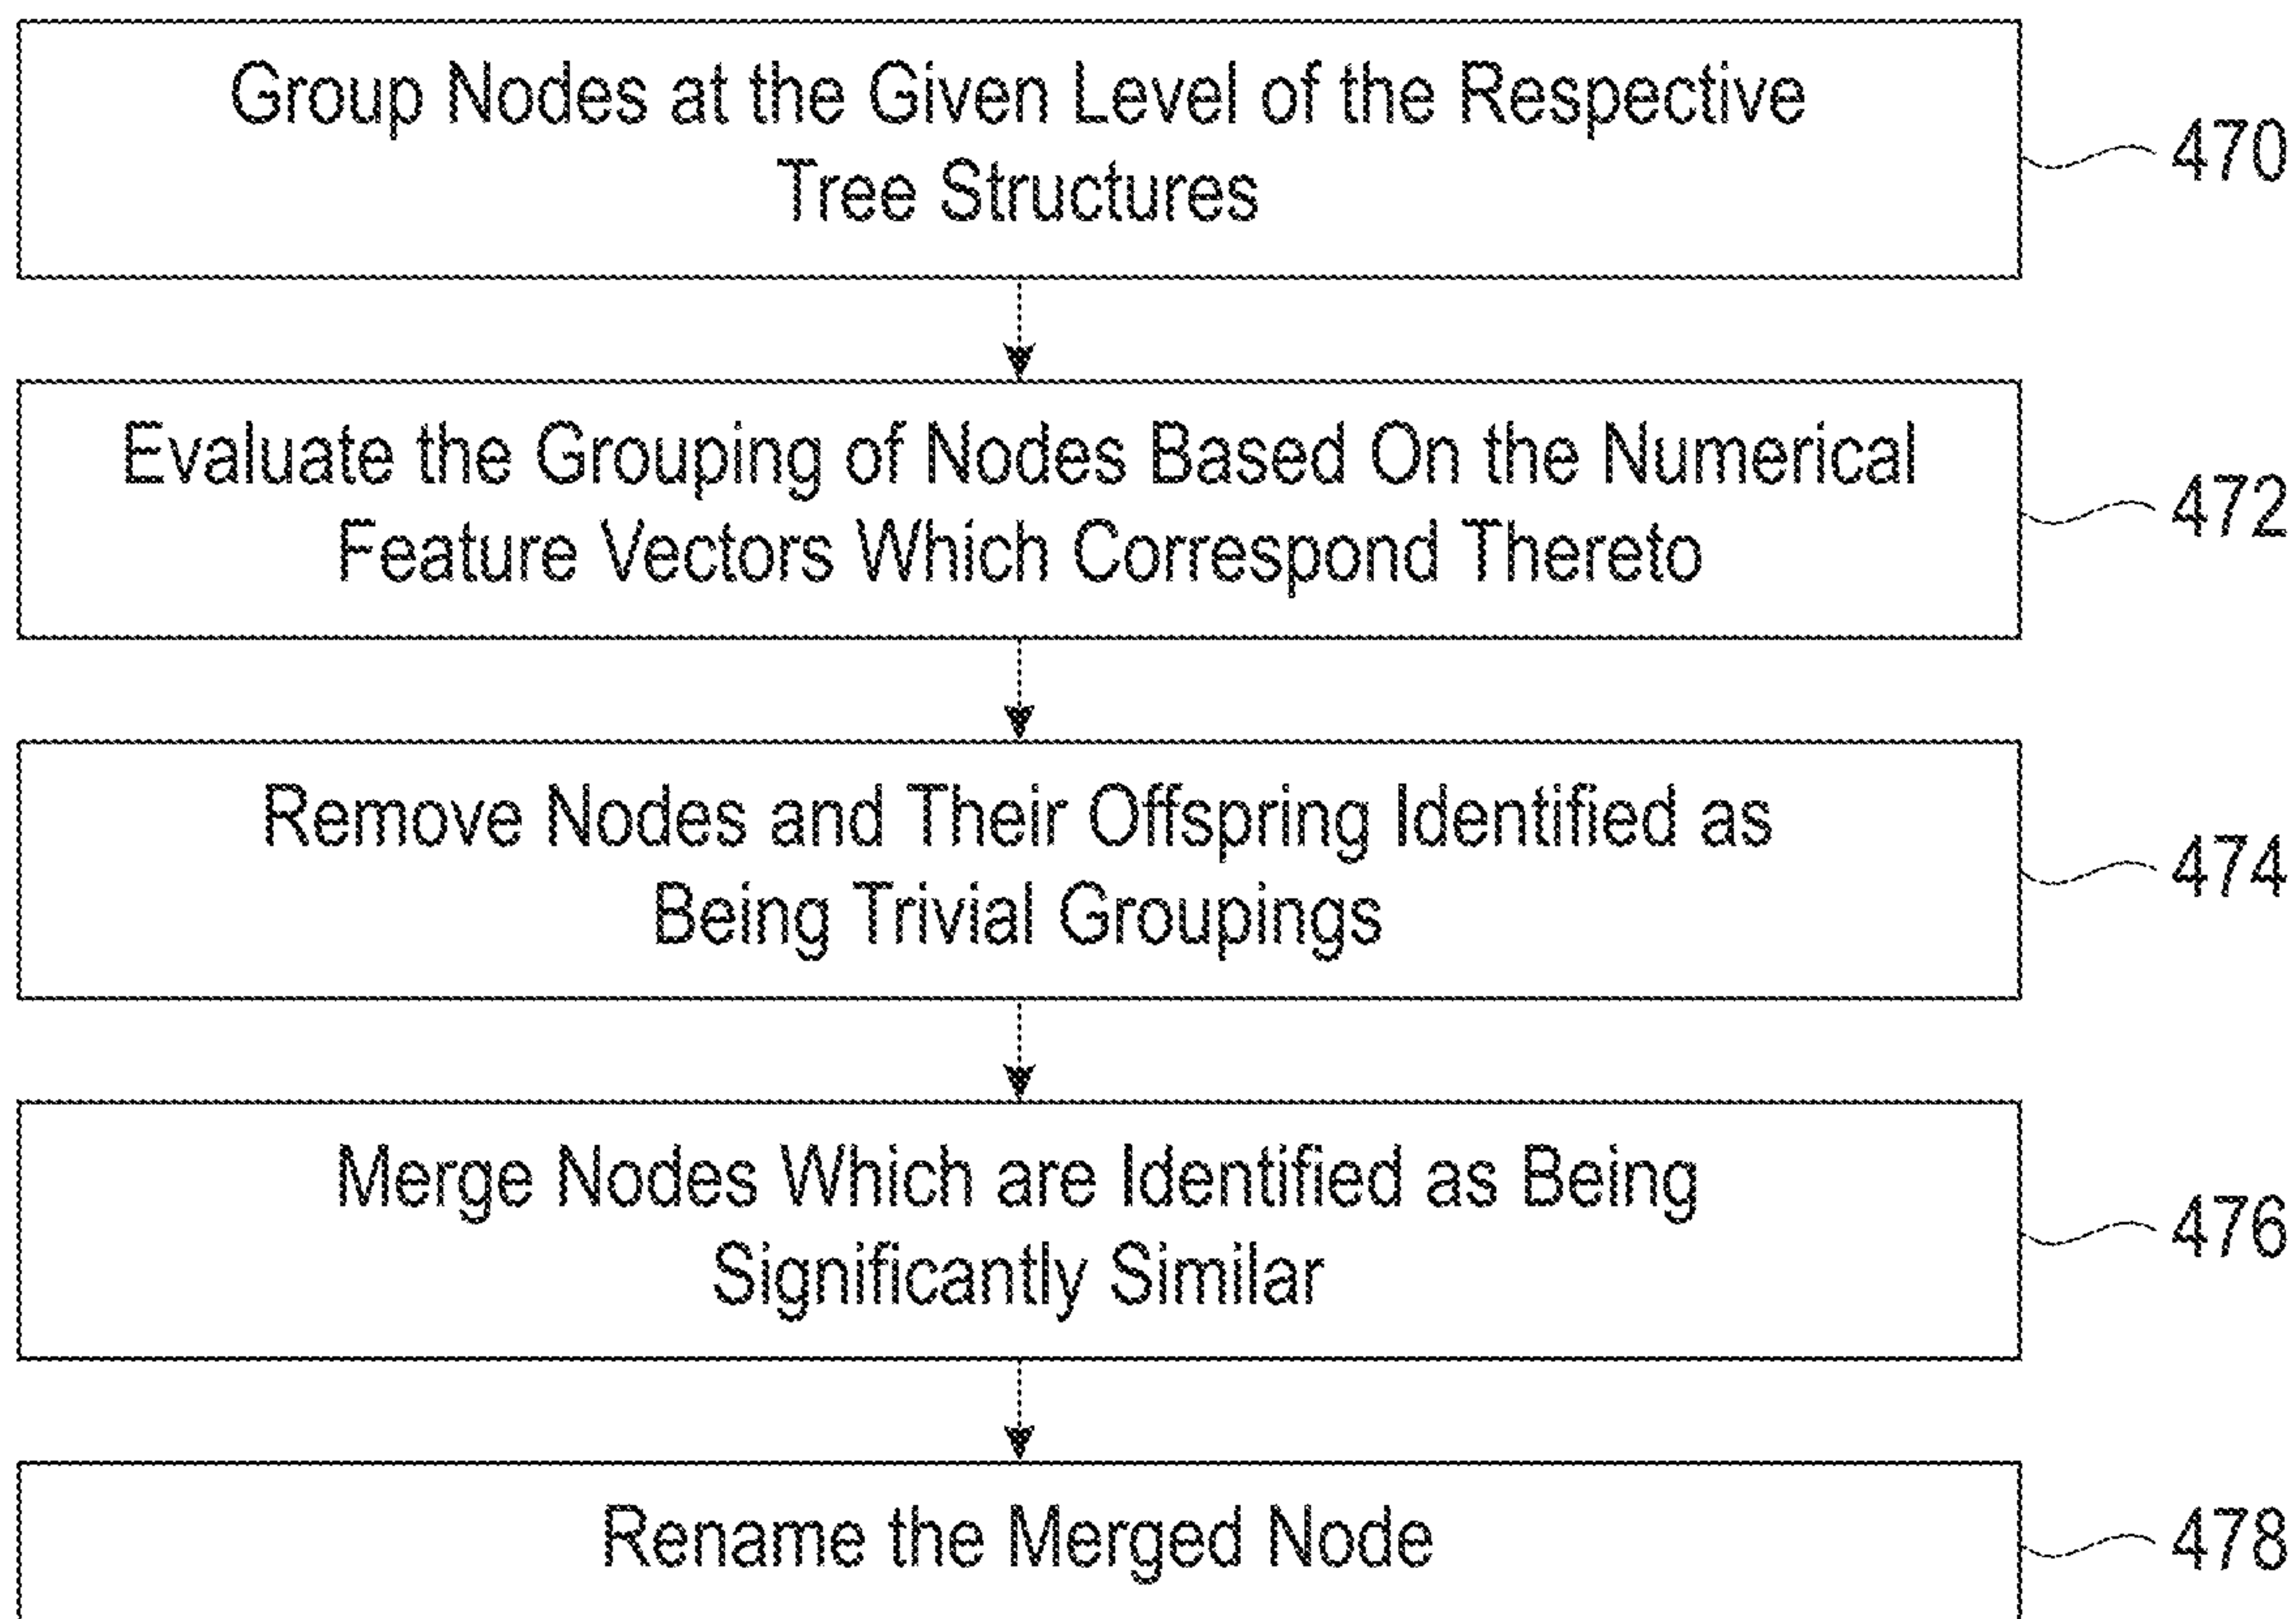 Group Nodes at the Given Level of the Respective
Tree Structures
470
Evaluate the Grouping of Nodes Based On the Numerical
Feature Vectors Which Correspond Thereto
472
Remove Nodes and Their Offspring Identified as
Being Trivial Groupings
474
Merge Nodes Which are Identified as Being
Significantly Similar
476
Rename the Merged Node
478